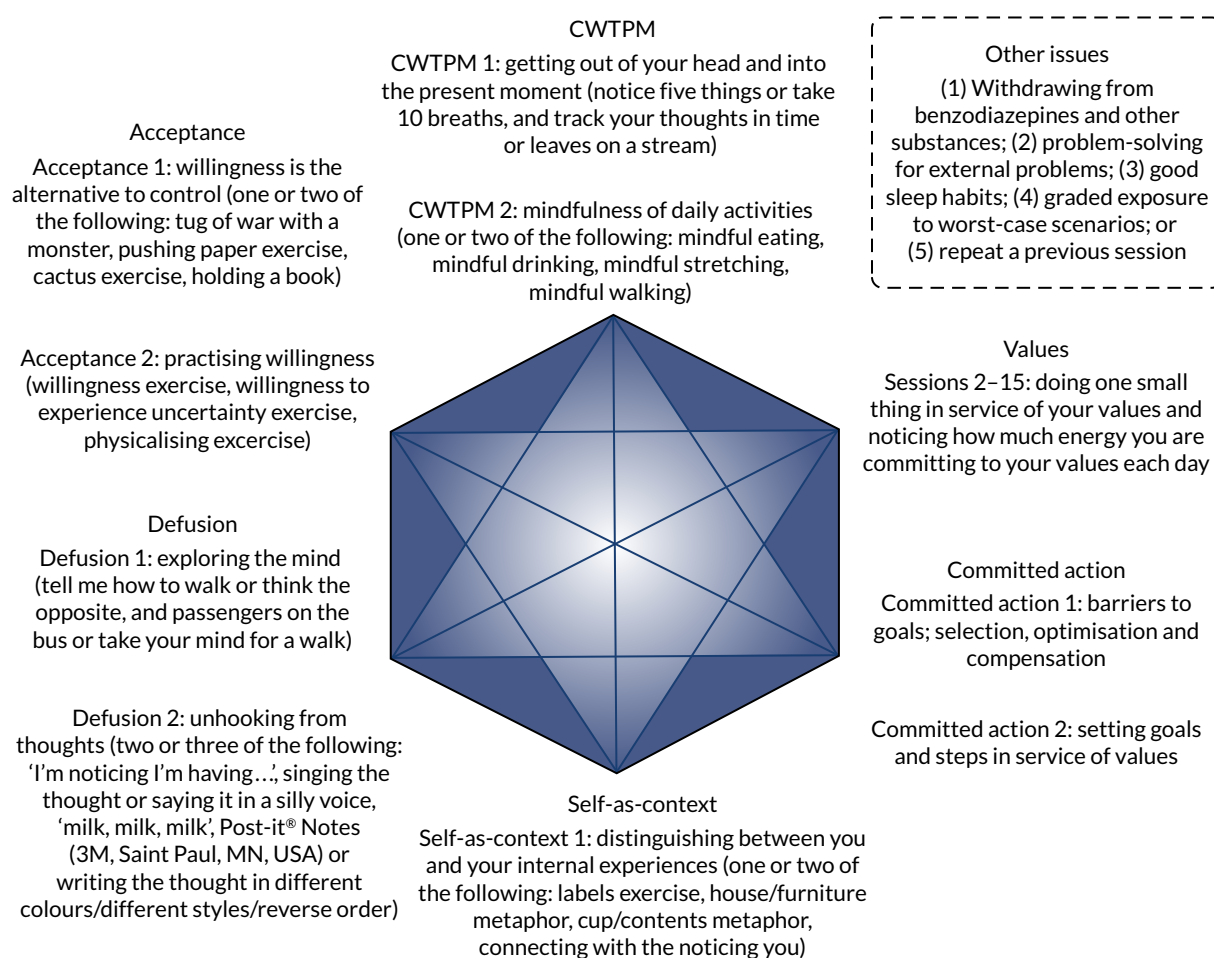 CWTPM
CWTPM 1: getting out of your head and into
the present moment (notice five things or take
10 breaths, and track your thoughts in time
or leaves on a stream)
CWTPM 2: mindfulness of daily activities
(one or two of the following: mindful eating,
mindful drinking, mindful stretching,
mindful walking)
Other issues
(1) Withdrawing from
benzodiazepines and other
substances; (2) problem-solving
for external problems; (3) good
sleep habits; (4) graded exposure
to worst-case scenarios; or
(5) repeat a previous session
Acceptance
Acceptance 1: willingness is the
alternative to control (one or two of
the following: tug of war with a
monster, pushing paper exercise,
cactus exercise, holding a book)
Acceptance 2: practising willingness
(willingness exercise, willingness to
experience uncertainty exercise,
physicalising excercise)
Values
Sessions 2–15: doing one small
thing in service of your values and
noticing how much energy you are
committing to your values each day
Defusion
Defusion 1: exploring the mind
(tell me how to walk or think the
opposite, and passengers on the
bus or take your mind for a walk)
Defusion 2: unhooking from
thoughts (two or three of the following:
‘I’m noticing I’m having…’, singing the
thought or saying it in a silly voice,
‘milk, milk, milk’, Post-it® Notes
(3M, Saint Paul, MN, USA) or
writing the thought in different
colours/different styles/reverse order)
Committed action
Committed action 1: barriers to
goals; selection, optimisation and
compensation
Committed action 2: setting goals
and steps in service of values
Self-as-context
Self-as-context 1: distinguishing between you
and your internal experiences (one or two of
the following: labels exercise, house/furniture
metaphor, cup/contents metaphor,
connecting with the noticing you)